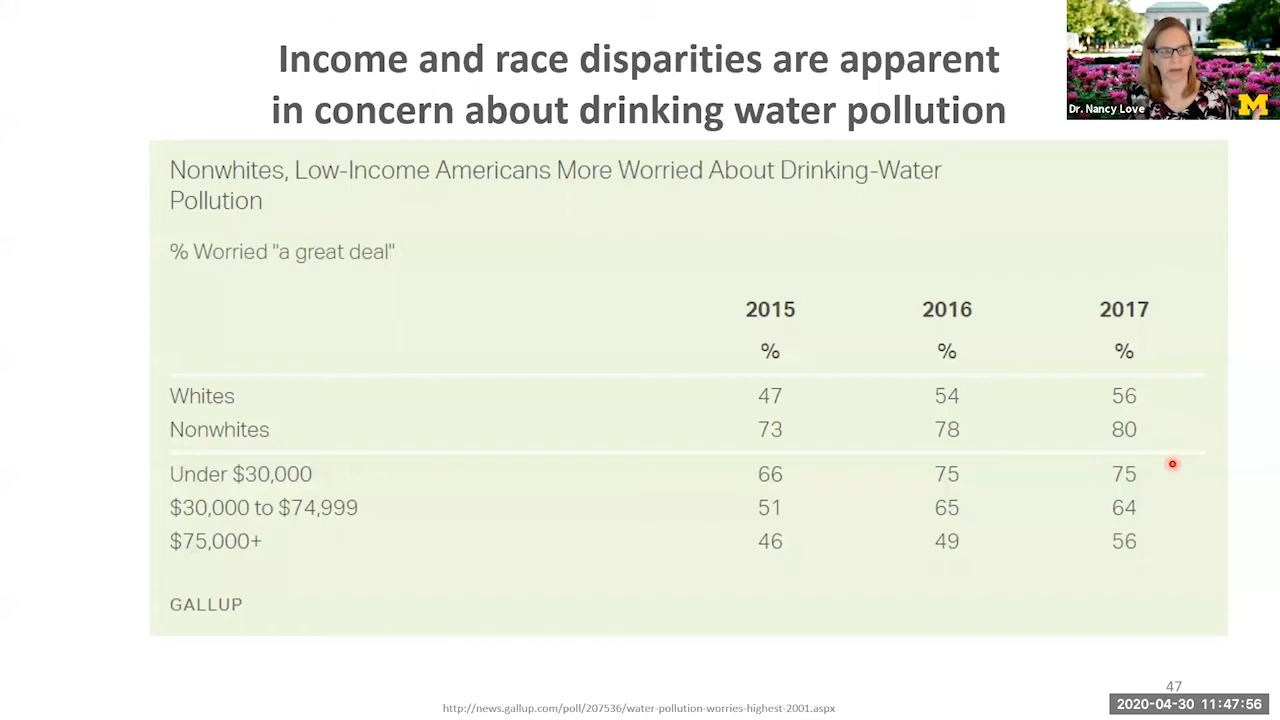 Income and race disparities are apparent
in concern about drinking water pollution
Dr. Nancy Love
M
Nonwhites, Low-Income Americans More Worried About Drinking-Water
Pollution
% Worried "a great deal"
2015 2016 2017
% % %
Whites 47 54 56
Nonwhites 73 78 80
Under $30,000 66 75 75
$30,000 to $74,999 51 65 64
$75,000+ 46 49 56
GALLUP
47
http://news.gallup.com/poll/207536/water-pollution-worries-highest-2001.aspx
2020-04-30 11:47:56